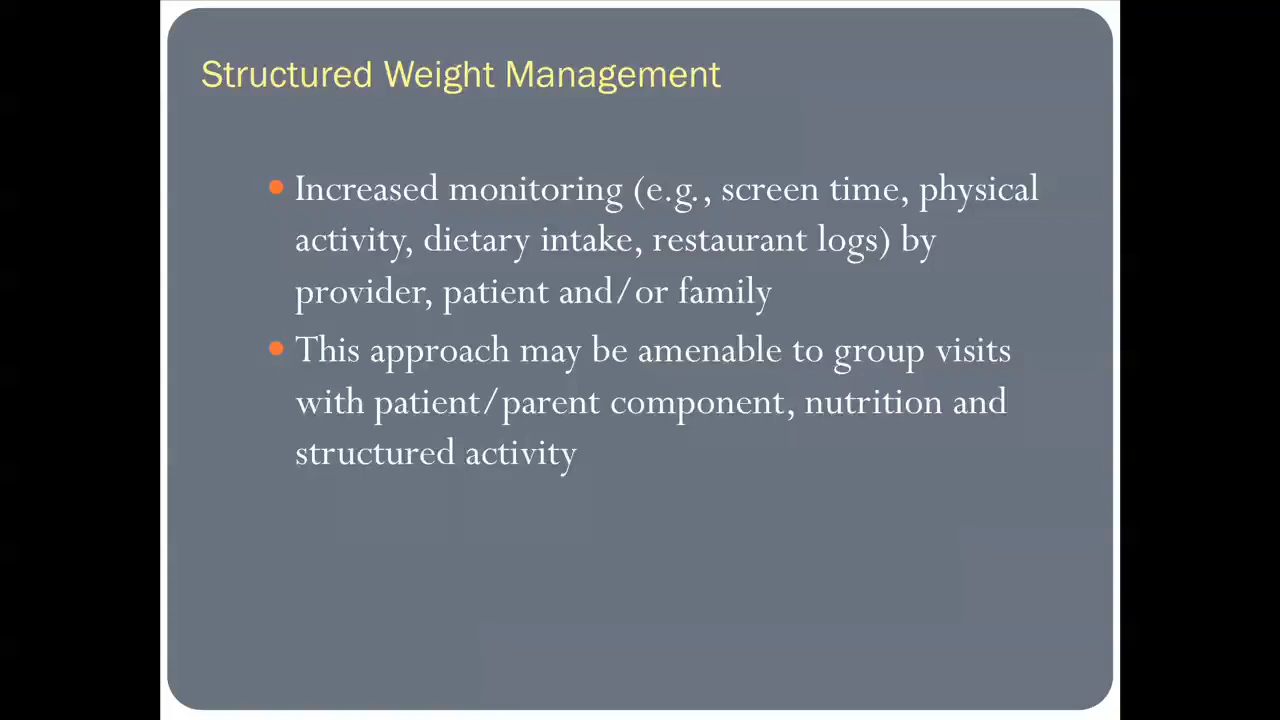 Structured Weight Management
• Increased monitoring (e.g., screen time, physical
activity, dietary intake, restaurant logs) by
provider, patient and/or family
• This approach may be amenable to group visits
with patient/parent component, nutrition and
structured activity